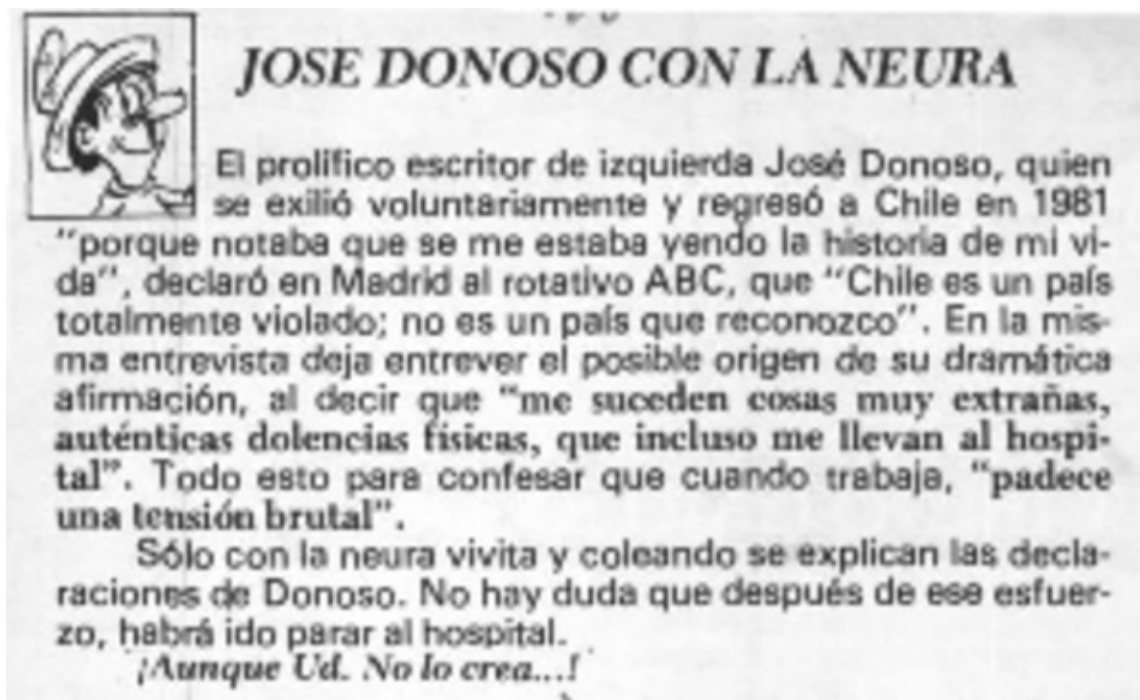 JOSE DONOSO CON LA NEURA
El prolífico escritor de izquierda José Donoso, quien
se exilió voluntariamente y regresó a Chile en 1981
"porque notaba que se me estaba yendo la historia de mi vi-
da", declaró en Madrid al rotativo ABC, que "Chile es un país
totalmente violado; no es un país que reconozco". En la mis-
ma entrevista deja entrever el posible origen de su dramática
afirmación, al decir que "me suceden cosas muy extrañas,
auténticas dolencias físicas, que incluso me llevan al hospi-
tal". Todo esto para confesar que cuando trabaja, "padece
una tensión brutal".
Sólo con la neura vivita y coleando se explican las decla-
raciones de Donoso. No hay duda que después de ese esfuer-
zo, habrá ido parar al hospital.
¡Aunque Ud. No lo crea...!